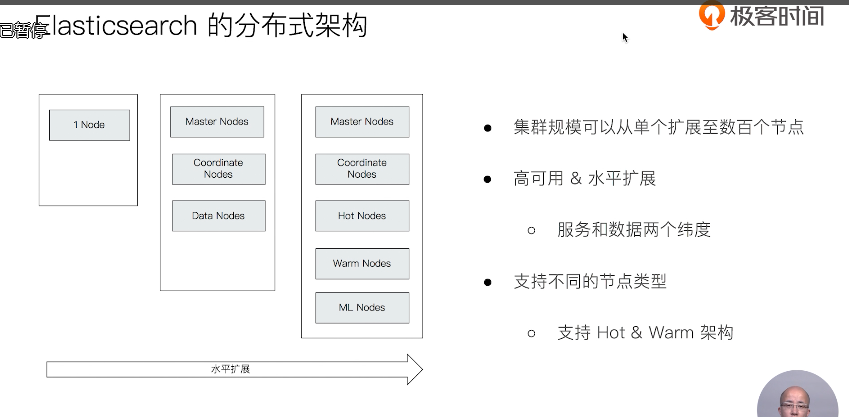 Elasticsearch 的分布式架构
已暂停
极客时间
1 Node
Master Nodes
Coordinate
Nodes
Data Nodes
Master Nodes
Coordinate
Nodes
Hot Nodes
Warm Nodes
ML Nodes
水平扩展
集群规模可以从单个扩展至数百个节点
高可用 & 水平扩展
服务和数据两个纬度
支持不同的节点类型
支持 Hot & Warm 架构